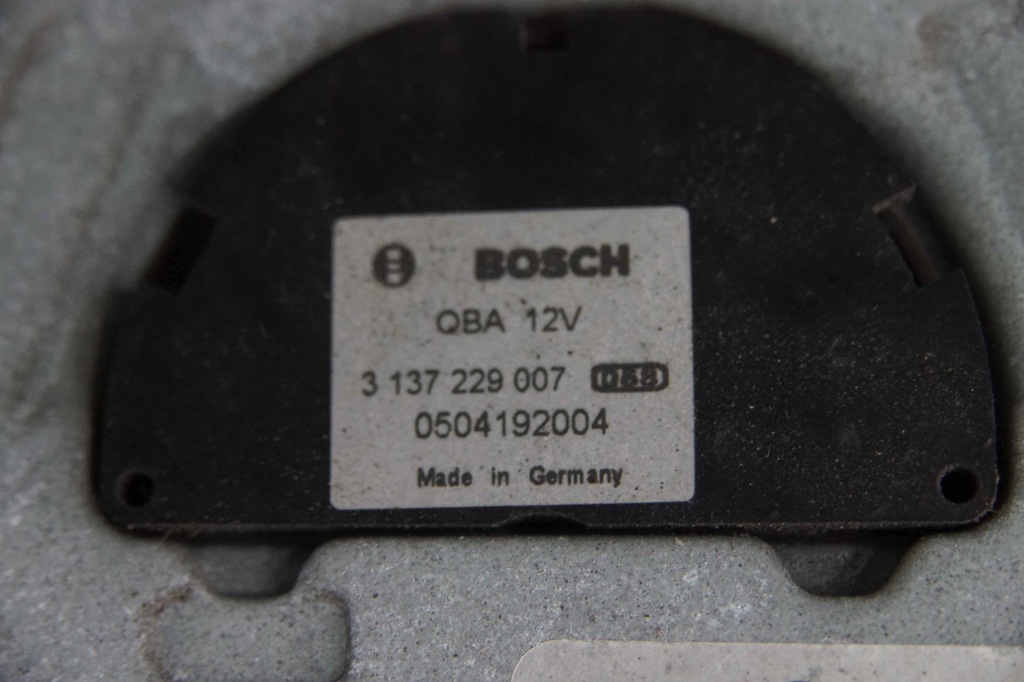 BOSCH
QBA 12V
3 137 229 007
0504192004
Made in Germany